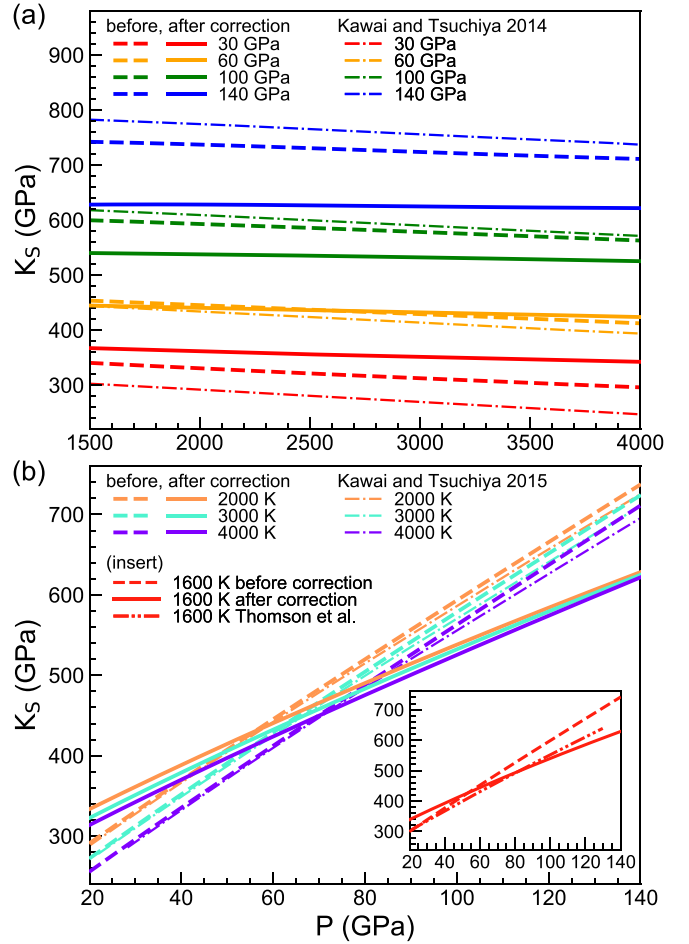 (a)
before, after correction Kawai and Tsuchiya 2014
30 GPa 30 GPa
60 GPa 60 GPa
100 GPa 100 GPa
140 GPa 140 GPa
900
800
700
600
500
400
300
K_S (GPa)
1500 2000 2500 3000 3500 4000
(b)
before, after correction Kawai and Tsuchiya 2015
2000 K 2000 K
3000 K 3000 K
4000 K 4000 K
(insert)
1600 K before correction
1600 K after correction
1600 K Thomson et al.
700
600
500
400
300
K_S (GPa)
700
600
500
400
300
20 40 60 80 100 120 140
20 40 60 80 100 120 140
P (GPa)